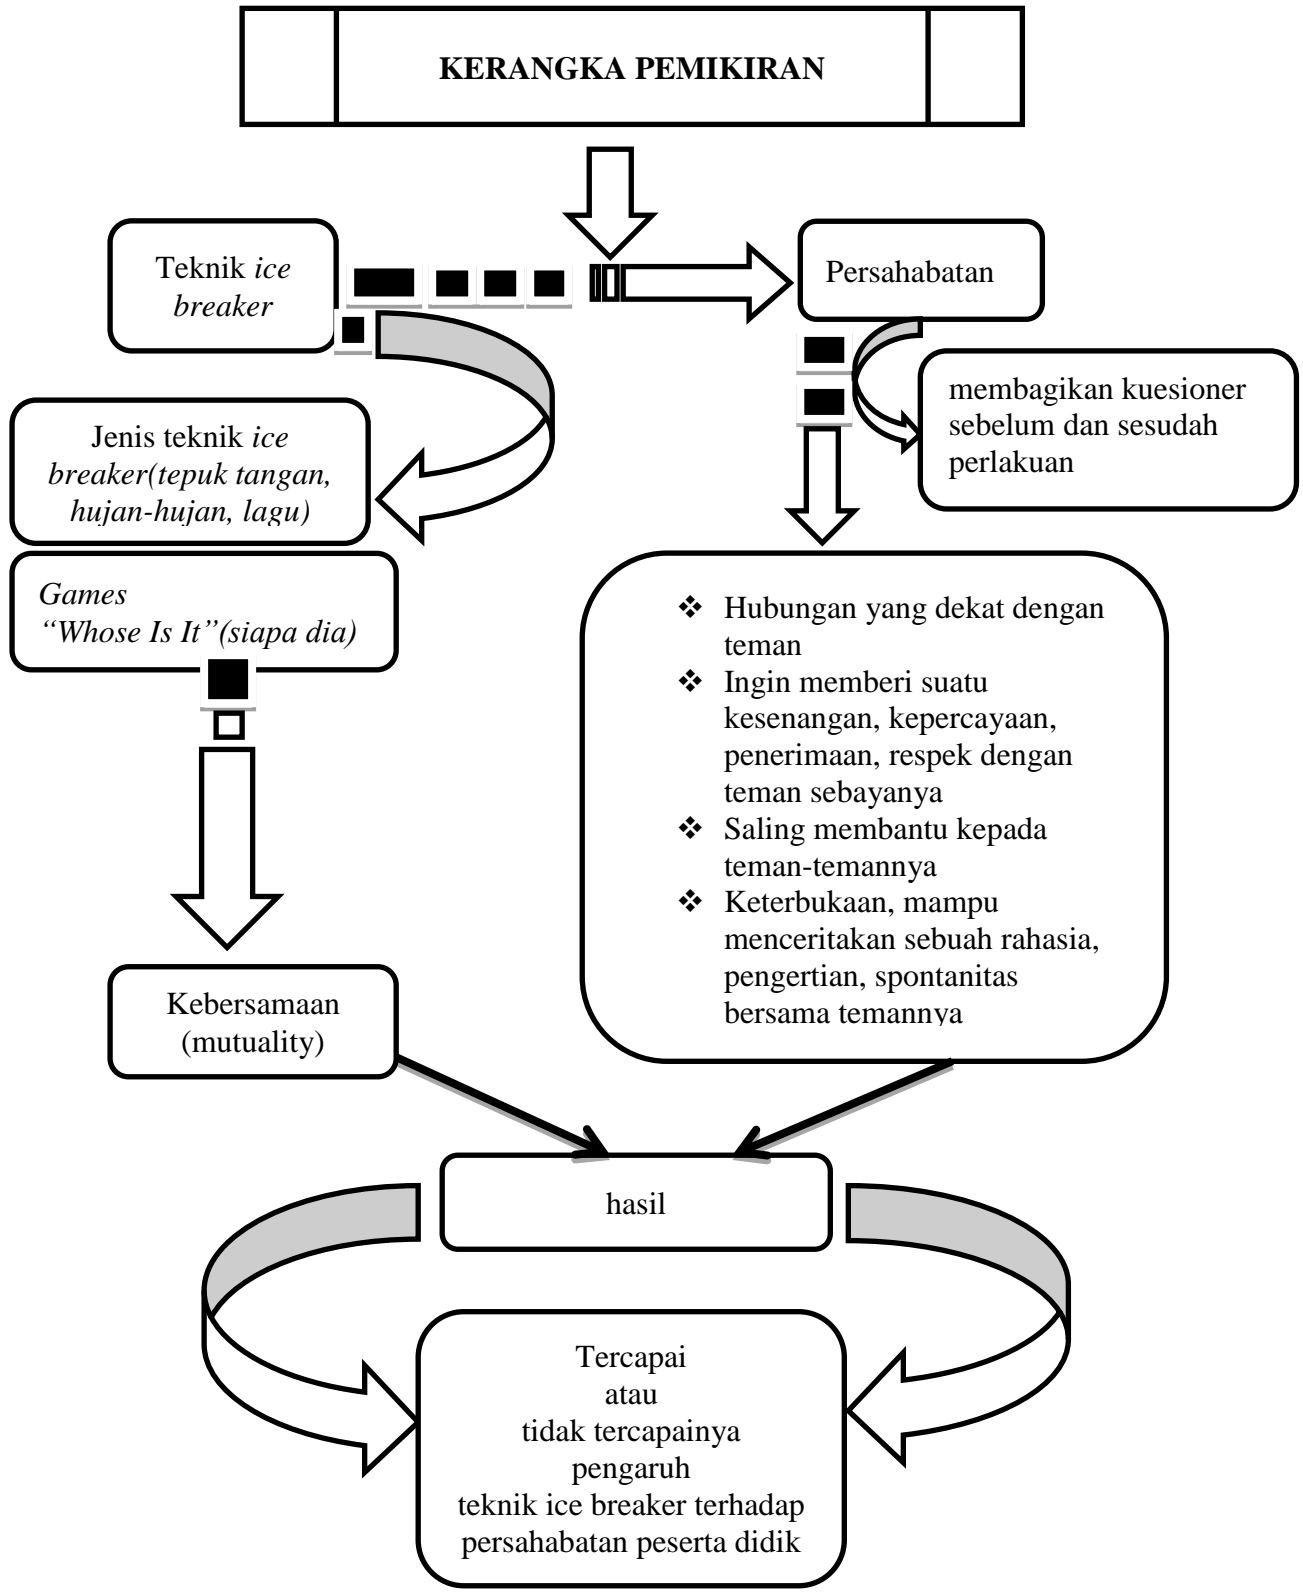 KERANGKA PEMIKIRAN
Teknik ice
breaker
Persahabatan
membagikan kuesioner
sebelum dan sesudah
perlakuan
Jenis teknik ice
breaker(tepuk tangan,
hujan-hujan, lagu)
Games
“Whose Is It”(siapa dia)
❖ Hubungan yang dekat dengan
teman
❖ Ingin memberi suatu
kesenangan, kepercayaan,
penerimaan, respek dengan
teman sebayanya
❖ Saling membantu kepada
teman-temannya
❖ Keterbukaan, mampu
menceritakan sebuah rahasia,
pengertian, spontanitas
bersama temannya
Kebersamaan
(mutuality)
hasil
Tercapai
atau
tidak tercapainya
pengaruh
teknik ice breaker terhadap
persahabatan peserta didik